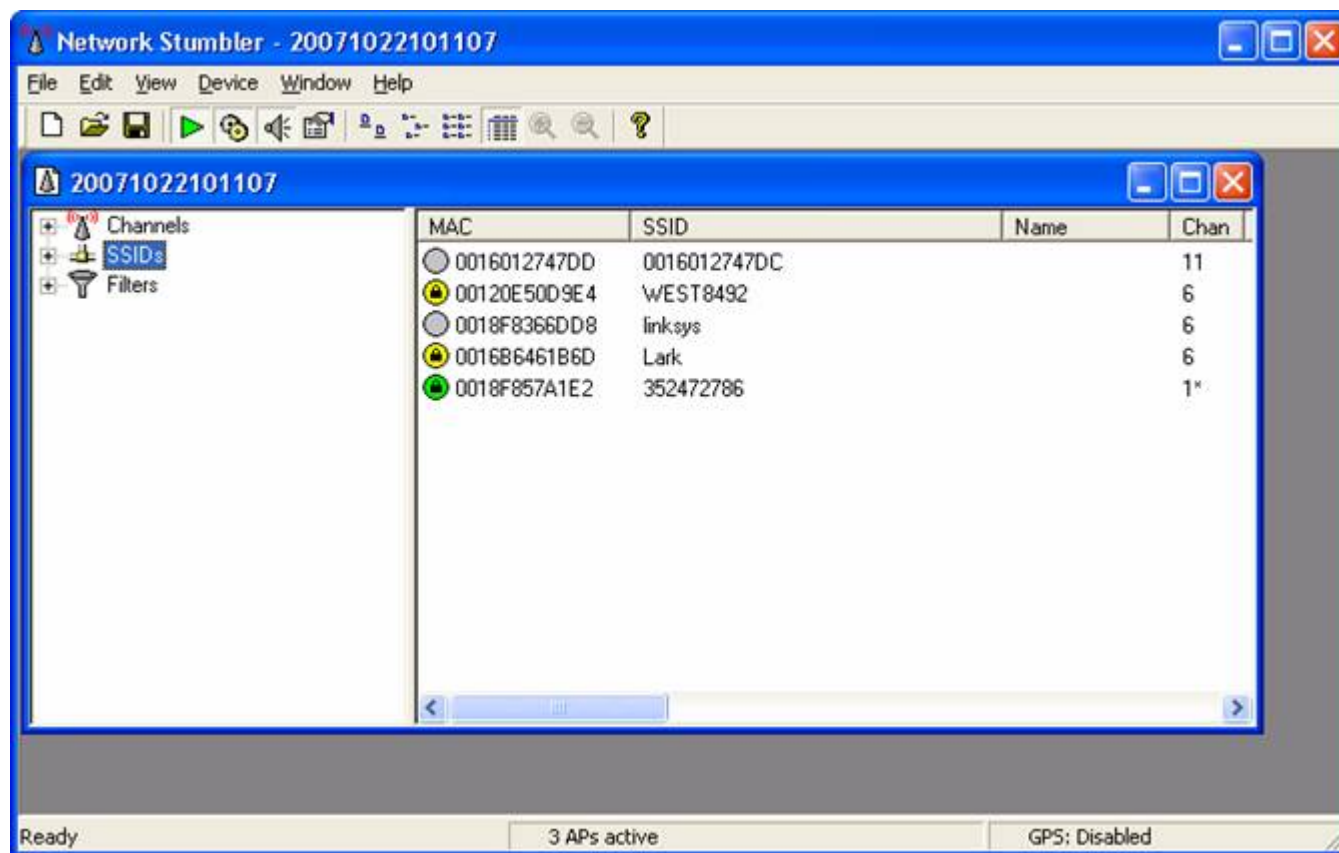 Network Stumbler - 20071022101107
File Edit View Device Window Help
20071022101107
Channels
SSIDs
Filters
MAC SSID Name Chan
0016012747DD 0016012747DC 11
00120E50D9E4 WEST8492 6
0018F8366DD8 linksys 6
0016B6461B6D Lark 6
0018F857A1E2 352472786 1*
Ready 3 APs active GPS: Disabled